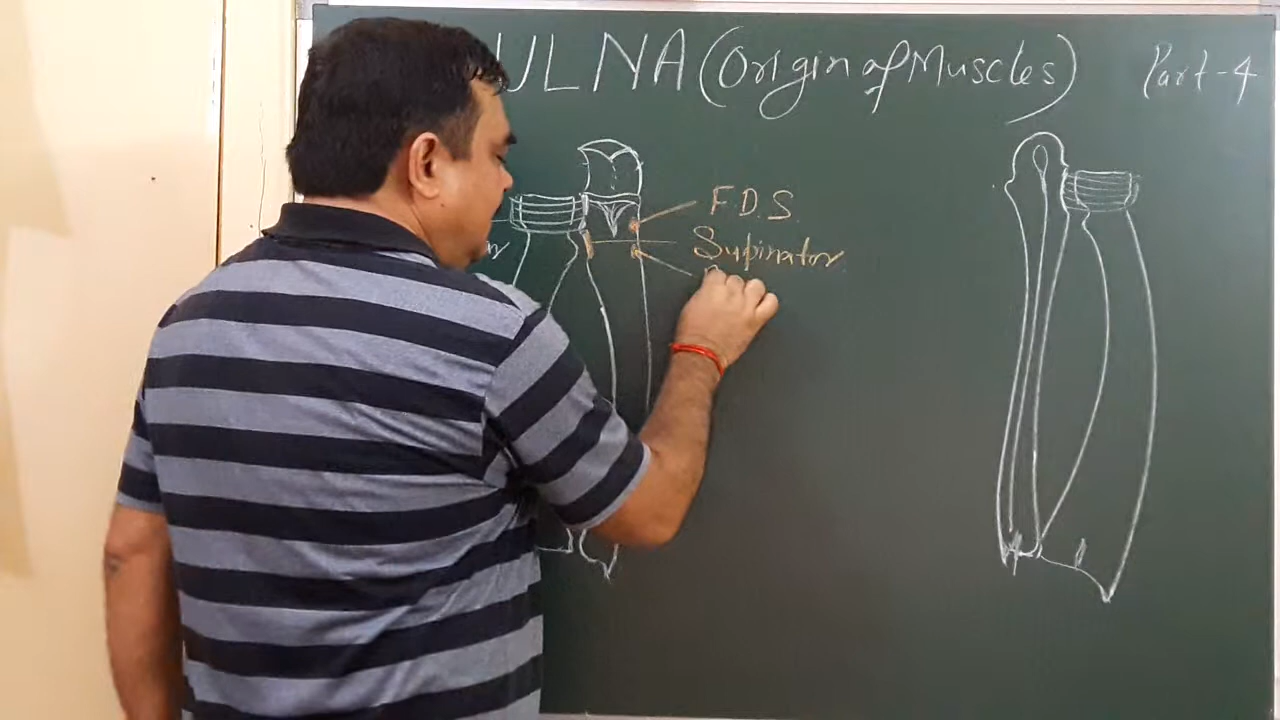 ULNA (Origin of Muscles)
Part-4
F.D.S.
Supinator